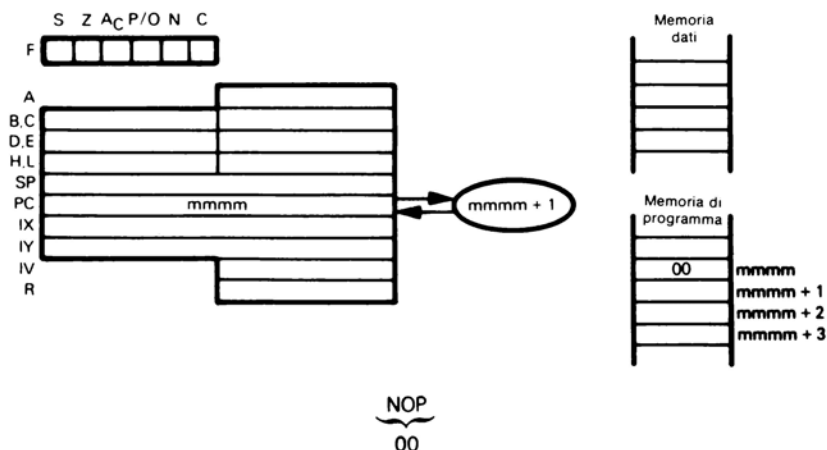 S Z AC P/O N C
F
A
B,C
D,E
H,L
SP
PC mmmm mmmm + 1
IX
IY
IV
R
Memoria
dati
Memoria di
programma
00 mmmm
mmmm + 1
mmmm + 2
mmmm + 3
NOP
00